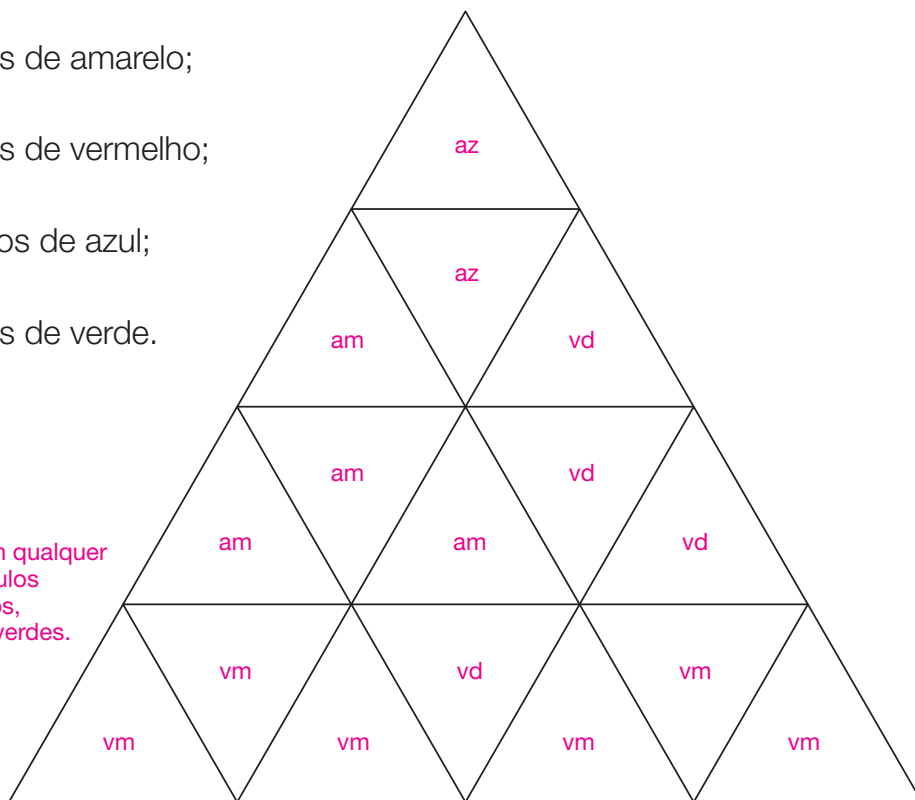 s de amarelo;
s de vermelho;
os de azul;
s de verde.
n qualquer
ulos
os,
verdes.
az
az
am vd
am vd
am am vd
vm vd vm
vm vm vm vm